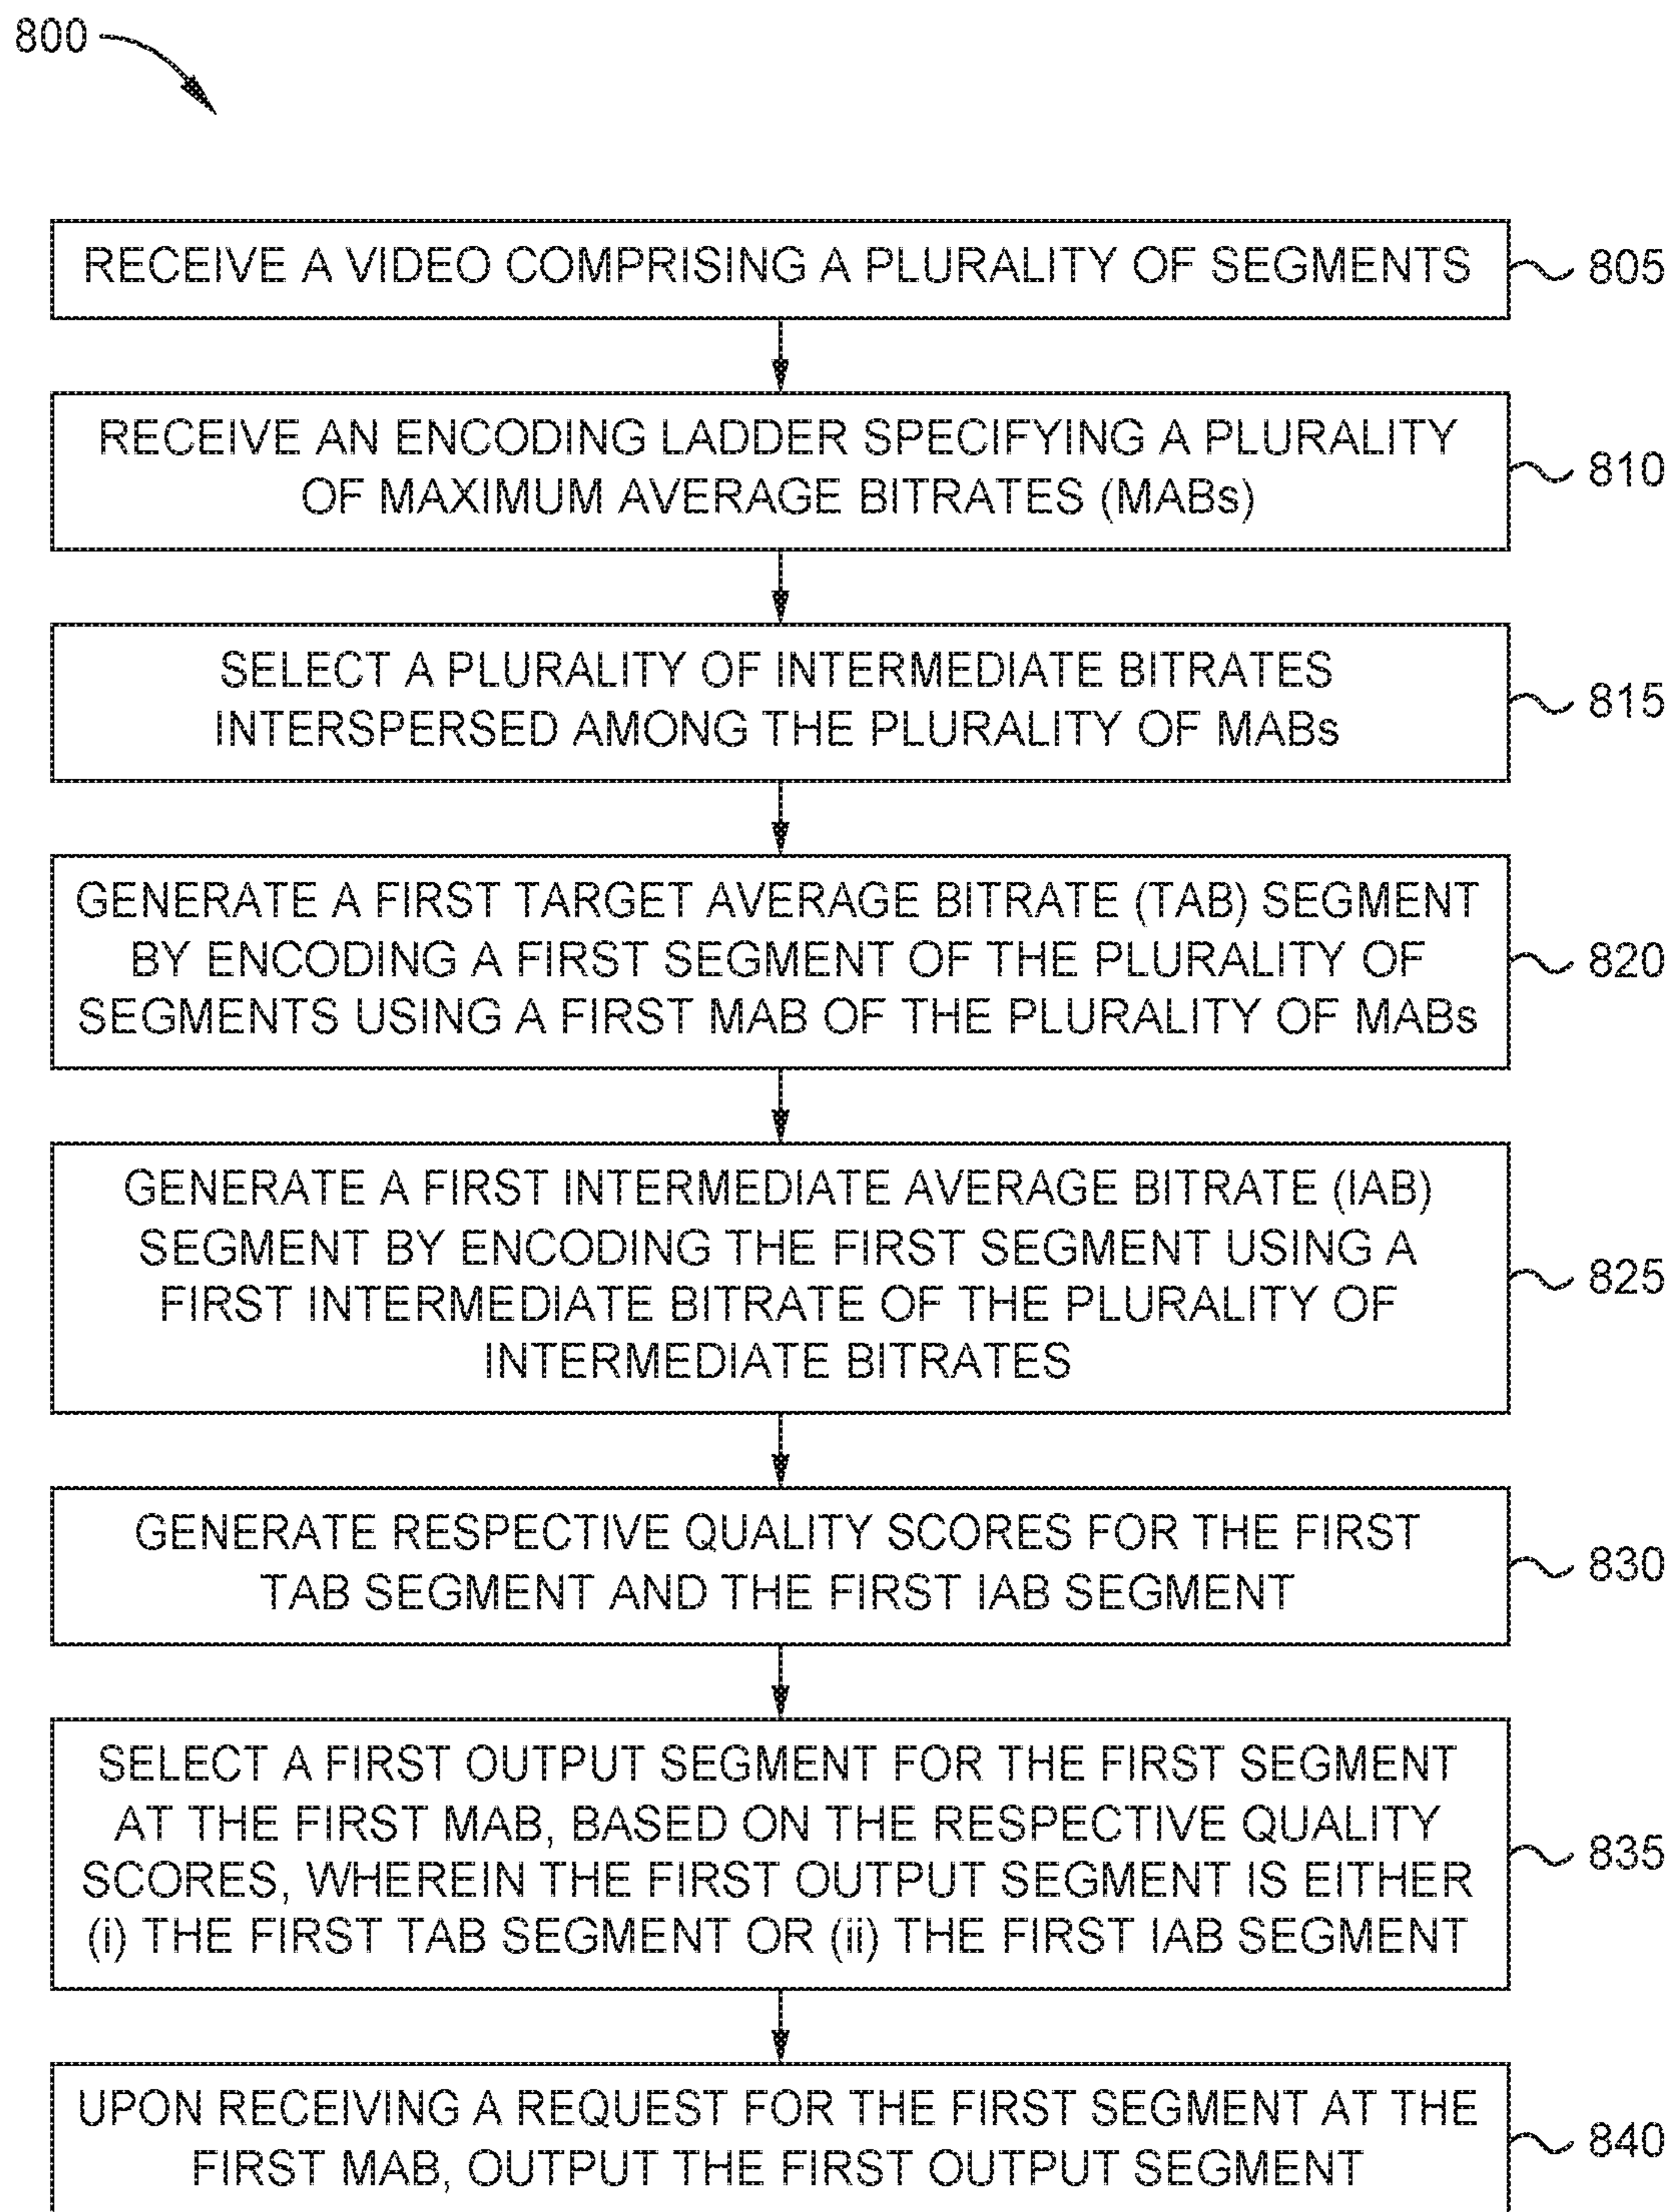 800
RECEIVE A VIDEO COMPRISING A PLURALITY OF SEGMENTS
805
RECEIVE AN ENCODING LADDER SPECIFYING A PLURALITY
OF MAXIMUM AVERAGE BITRATES (MABs)
810
SELECT A PLURALITY OF INTERMEDIATE BITRATES
INTERSPERSED AMONG THE PLURALITY OF MABs
815
GENERATE A FIRST TARGET AVERAGE BITRATE (TAB) SEGMENT
BY ENCODING A FIRST SEGMENT OF THE PLURALITY OF
SEGMENTS USING A FIRST MAB OF THE PLURALITY OF MABs
820
GENERATE A FIRST INTERMEDIATE AVERAGE BITRATE (IAB)
SEGMENT BY ENCODING THE FIRST SEGMENT USING A
FIRST INTERMEDIATE BITRATE OF THE PLURALITY OF
INTERMEDIATE BITRATES
825
GENERATE RESPECTIVE QUALITY SCORES FOR THE FIRST
TAB SEGMENT AND THE FIRST IAB SEGMENT
830
SELECT A FIRST OUTPUT SEGMENT FOR THE FIRST SEGMENT
AT THE FIRST MAB, BASED ON THE RESPECTIVE QUALITY
SCORES, WHEREIN THE FIRST OUTPUT SEGMENT IS EITHER
(i) THE FIRST TAB SEGMENT OR (ii) THE FIRST IAB SEGMENT
835
UPON RECEIVING A REQUEST FOR THE FIRST SEGMENT AT THE
FIRST MAB, OUTPUT THE FIRST OUTPUT SEGMENT
840